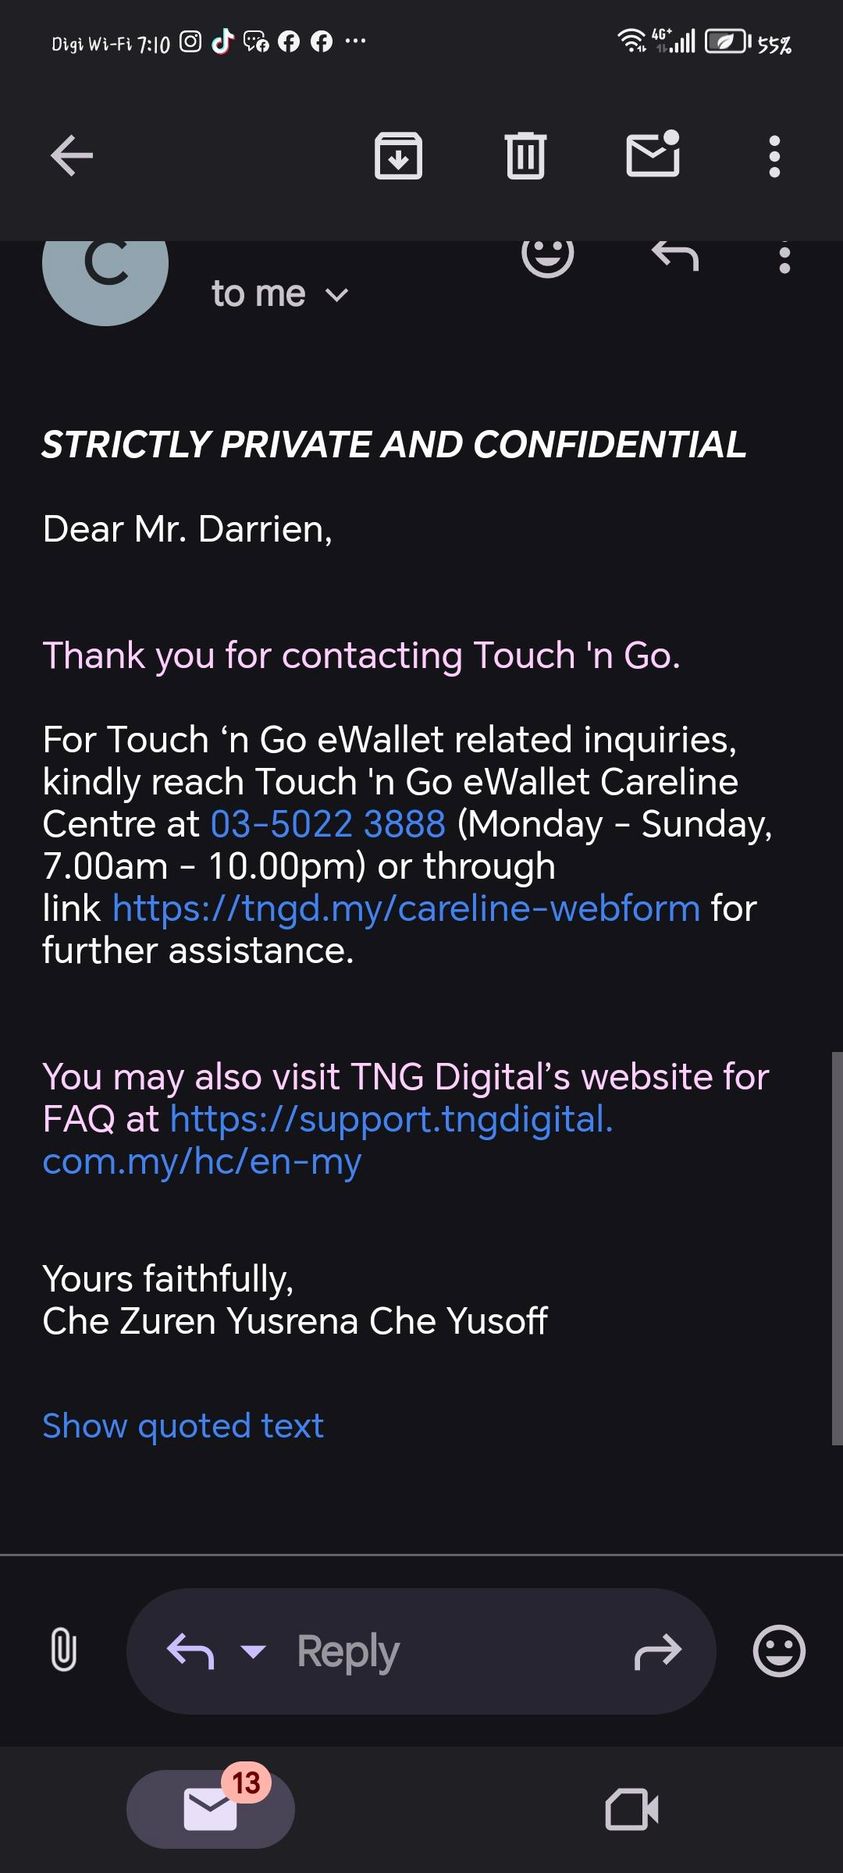 Digi Wi-Fi 7:10
4G+
55%
C
to me
STRICTLY PRIVATE AND CONFIDENTIAL
Dear Mr. Darrien,
Thank you for contacting Touch 'n Go.
For Touch ‘n Go eWallet related inquiries,
kindly reach Touch 'n Go eWallet Careline
Centre at 03-5022 3888 (Monday - Sunday,
7.00am - 10.00pm) or through
link https://tngd.my/careline-webform for
further assistance.
You may also visit TNG Digital’s website for
FAQ at https://support.tngdigital.
com.my/hc/en-my
Yours faithfully,
Che Zuren Yusrena Che Yusoff
Show quoted text
Reply
13